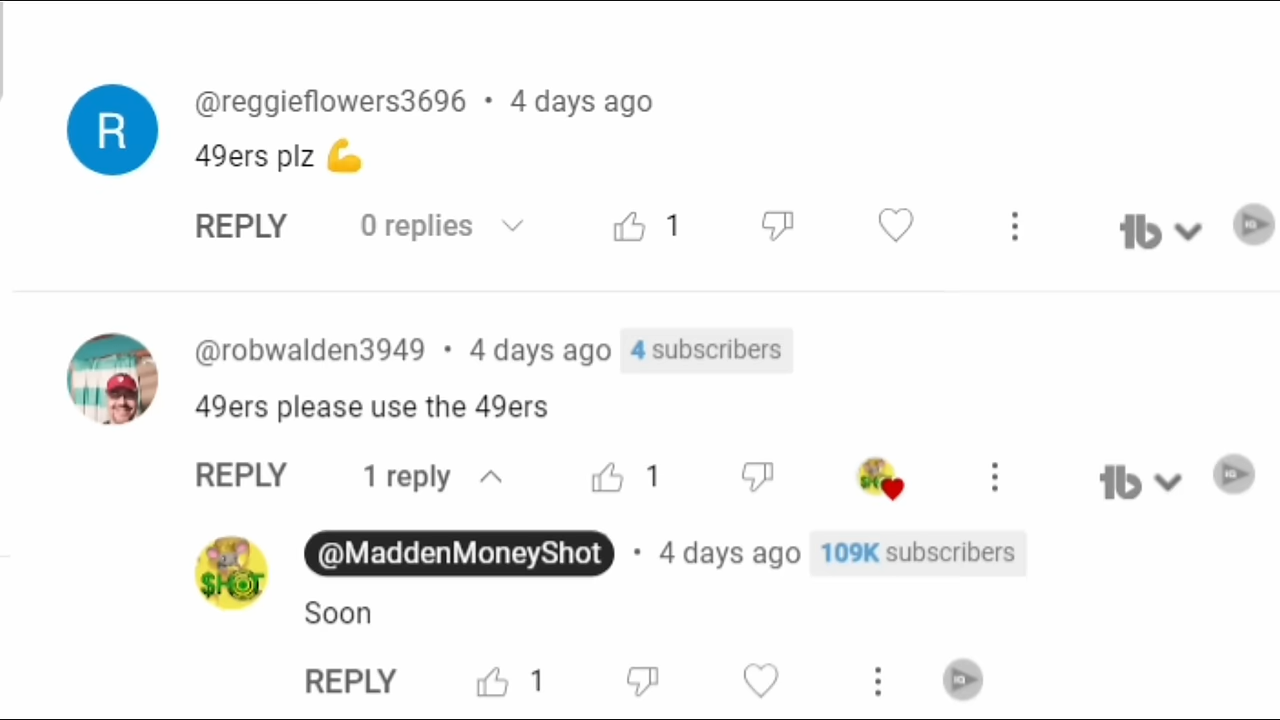 R
@reggieflowers3696 • 4 days ago
49ers plz 💪
REPLY 0 replies 1
@robwalden3949 • 4 days ago 4 subscribers
49ers please use the 49ers
REPLY 1 reply 1
@MaddenMoneyShot • 4 days ago 109K subscribers
$HOT
Soon
REPLY 1